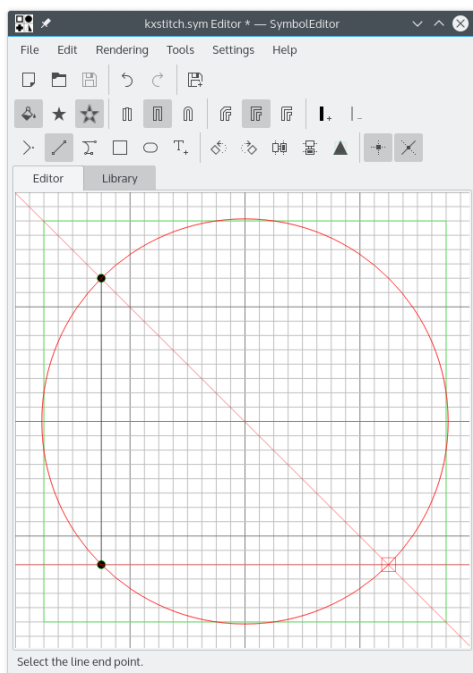 kxstitch.sym Editor * — SymbolEditor
File Edit Rendering Tools Settings Help
Editor Library
Select the line end point.